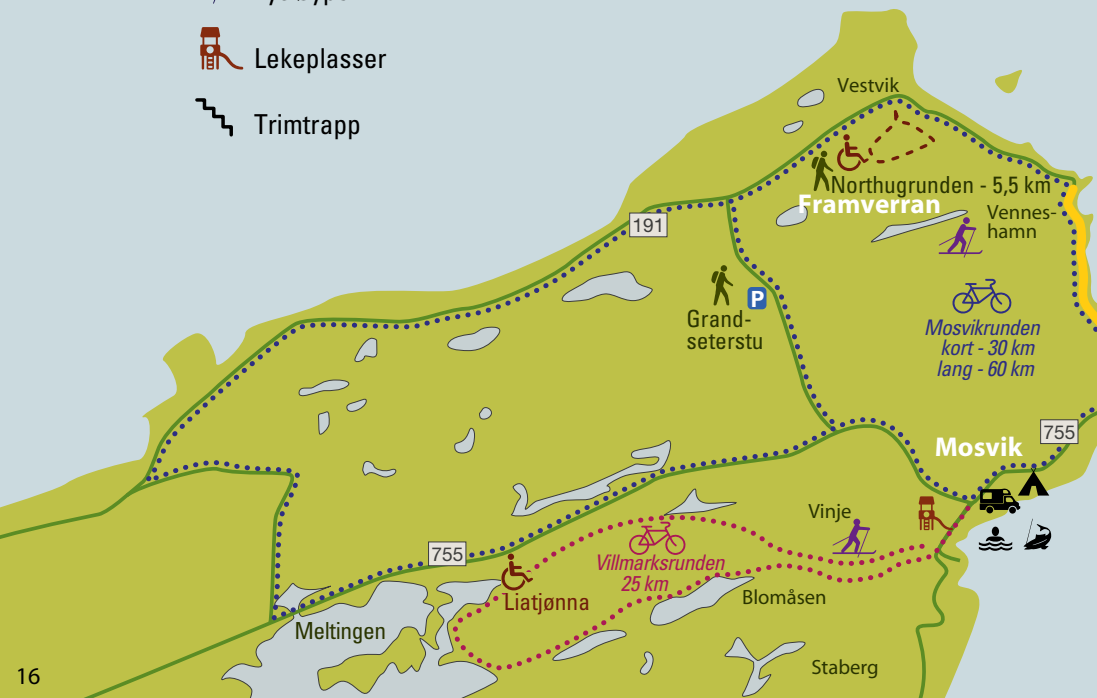 Lekeplasser
Trimtrapp
Vestvik
Northugrunden - 5,5 km
Framverran
Vennes-
hamn
191
P
Grand-
seterstu
Mosvikrunden
kort - 30 km
lang - 60 km
755
Mosvik
Vinje
755
Villmarksrunden
25 km
Liatjønna
Blomåsen
Meltingen
Staberg
16